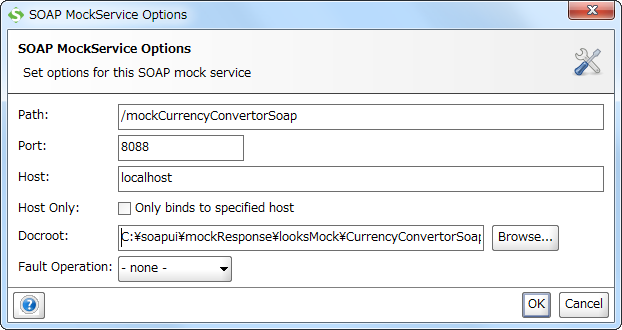 SOAP MockService Options
SOAP MockService Options
Set options for this SOAP mock service
Path: /mockCurrencyConvertorSoap
Port: 8088
Host: localhost
Host Only: Only binds to specified host
Docroot: C:¥soapui¥mockResponse¥looksMock¥CurrencyConvertorSoap Browse...
Fault Operation: - none -
? OK Cancel